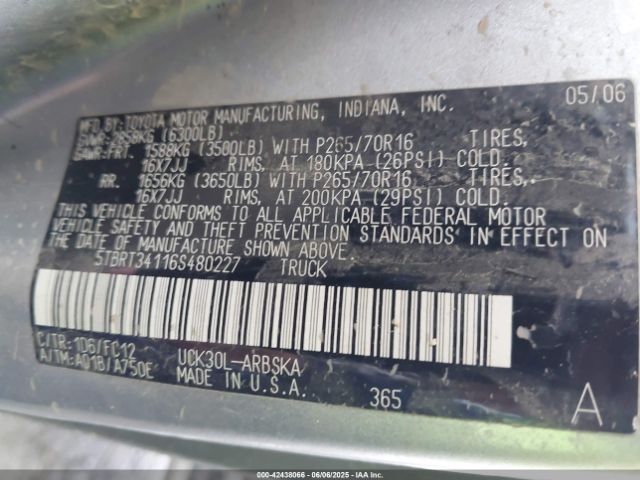 MFD. BY: TOYOTA MOTOR MANUFACTURING, INDIANA, INC. 05/06
GVWR 2858KG (6300LB)
GAWR:FRT. 1588KG (3500LB) WITH P265/70R16 TIRES,
16X7JJ RIMS, AT 180KPA (26PSI) COLD.
RR. 1656KG (3650LB) WITH P265/70R16 TIRES,
16X7JJ RIMS, AT 200KPA (29PSI) COLD.
THIS VEHICLE CONFORMS TO ALL APPLICABLE FEDERAL MOTOR
VEHICLE SAFETY AND THEFT PREVENTION STANDARDS IN EFFECT ON
THE DATE OF MANUFACTURE SHOWN ABOVE.
5TBRT34116S480227 TRUCK
C/TR: 1D6/FC12 UCK30L-ARBSKA
A/TM: A01B/A750E MADE IN U.S.A. 365 A
000-42438066 - 06/06/2025 - IAA Inc.